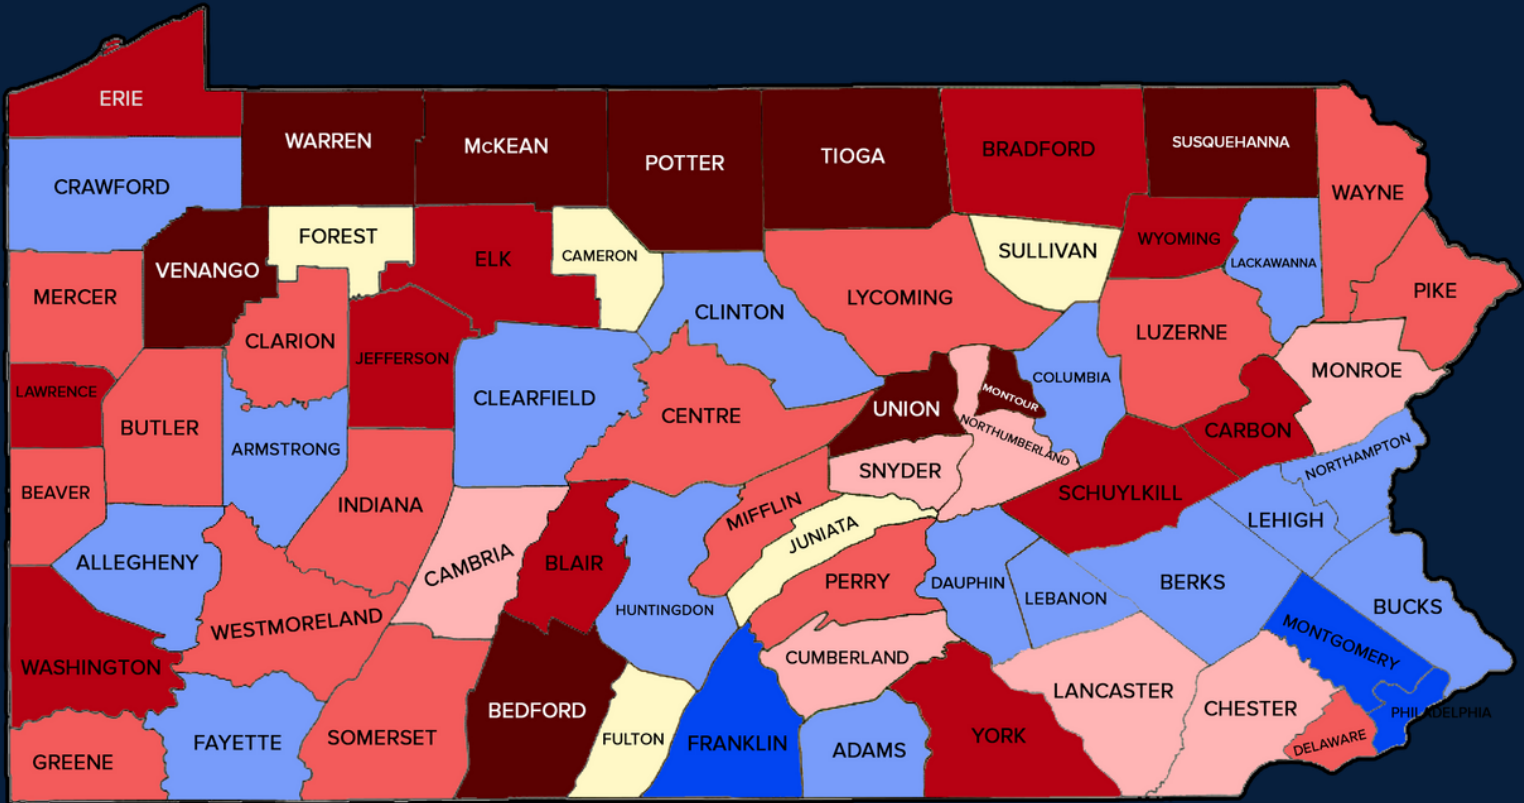 ERIE
WARREN
McKEAN
POTTER
TIOGA
BRADFORD
SUSQUEHANNA
WAYNE
CRAWFORD
FOREST
CAMERON
SULLIVAN
WYOMING
LACKAWANNA
VENANGO
ELK
MERCER
CLARION
CLINTON
LYCOMING
LUZERNE
PIKE
LAWRENCE
JEFFERSON
CLEARFIELD
CENTRE
UNION
MONTOUR
COLUMBIA
MONROE
BUTLER
ARMSTRONG
SNYDER
NORTHUMBERLAND
CARBON
NORTHAMPTON
BEAVER
INDIANA
MIFFLIN
SCHUYLKILL
LEHIGH
ALLEGHENY
CAMBRIA
BLAIR
HUNTINGDON
JUNIATA
PERRY
DAUPHIN
LEBANON
BERKS
BUCKS
WASHINGTON
WESTMORELAND
CUMBERLAND
LANCASTER
CHESTER
MONTGOMERY
PHILADELPHIA
GREENE
FAYETTE
SOMERSET
BEDFORD
FULTON
FRANKLIN
ADAMS
YORK
DELAWARE